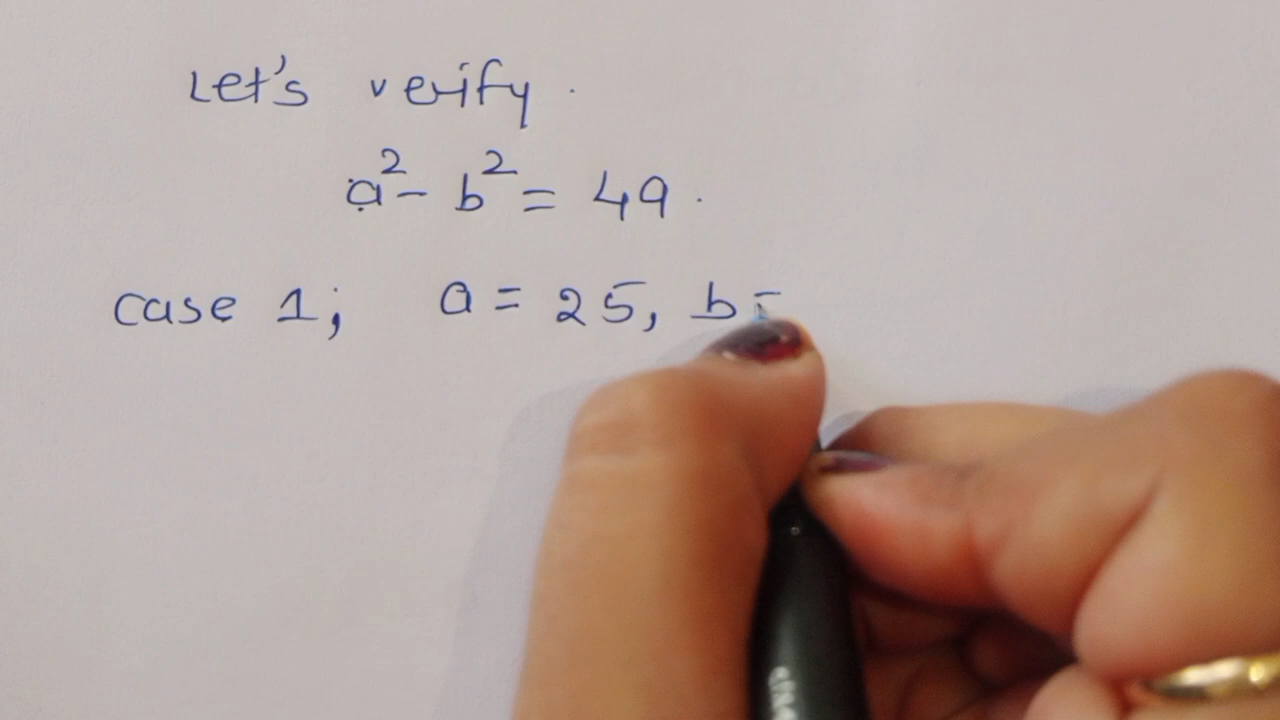 Let's verify.
a² - b² = 49.
case 1; a = 25, b =